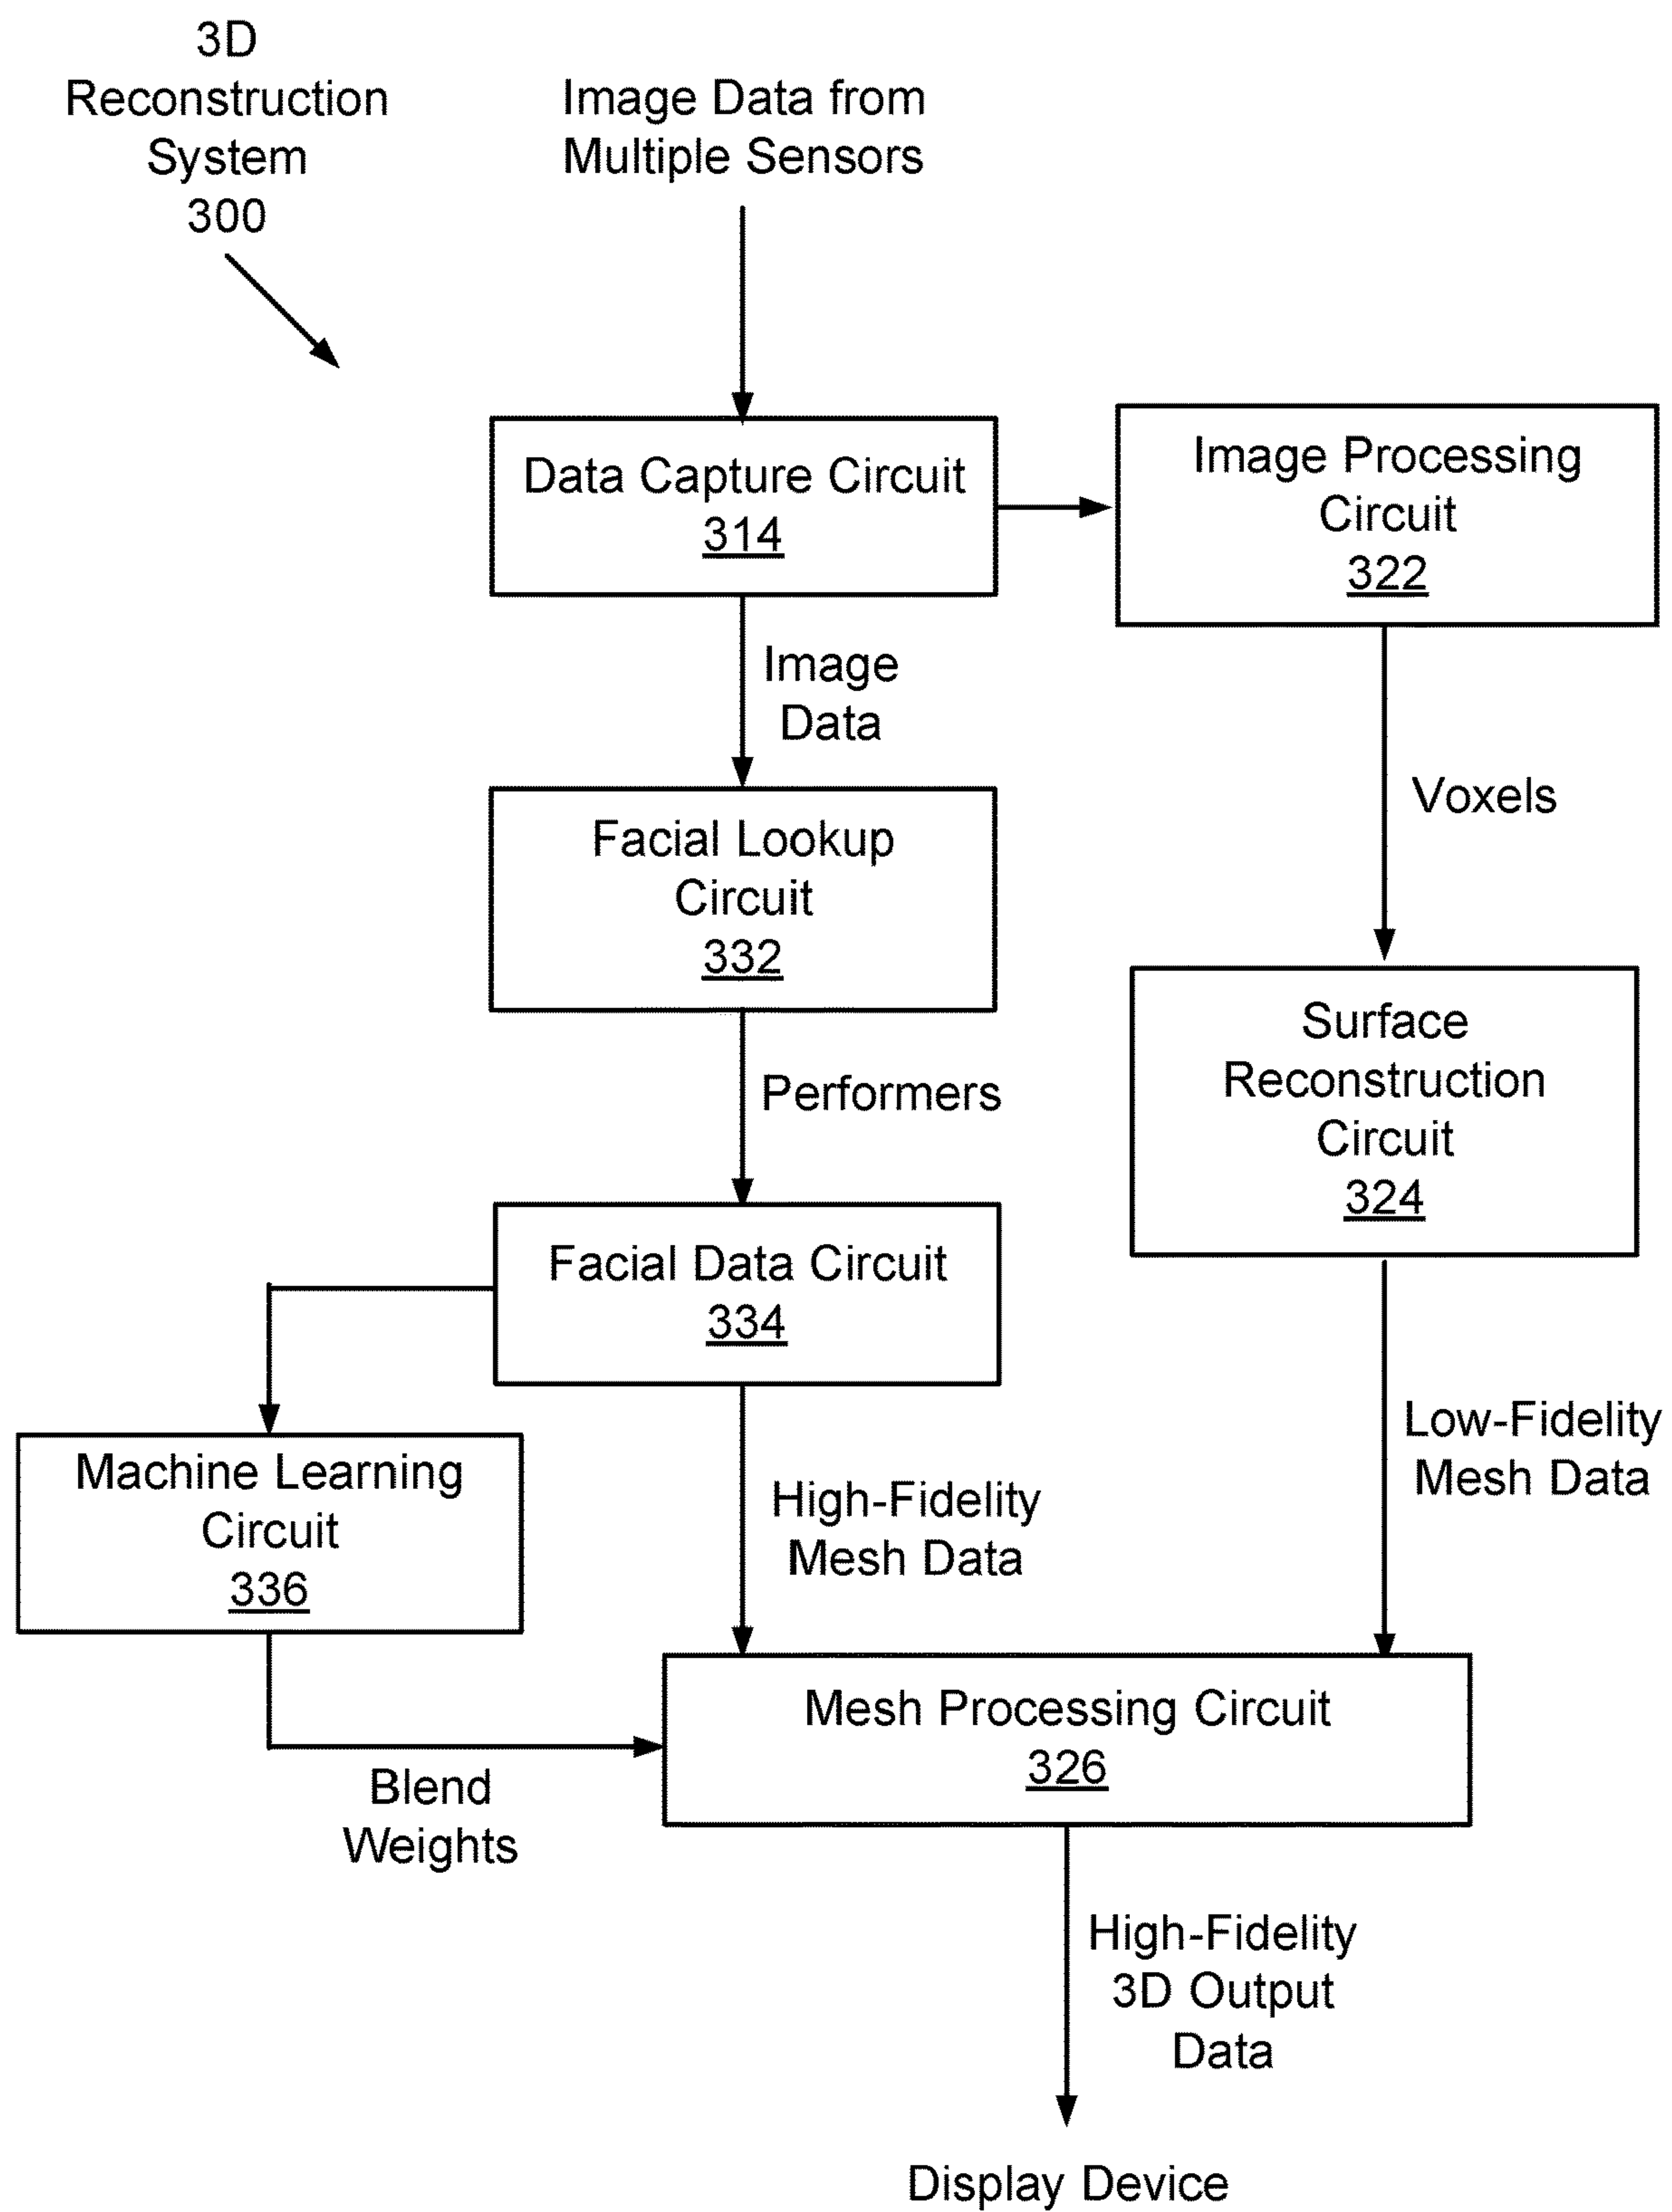 3D
Reconstruction
System
300
Image Data from
Multiple Sensors
Data Capture Circuit
314
Image Processing
Circuit
322
Image
Data
Voxels
Facial Lookup
Circuit
332
Surface
Reconstruction
Circuit
324
Performers
Facial Data Circuit
334
Machine Learning
Circuit
336
High-Fidelity
Mesh Data
Low-Fidelity
Mesh Data
Mesh Processing Circuit
326
Blend
Weights
High-Fidelity
3D Output
Data
Display Device